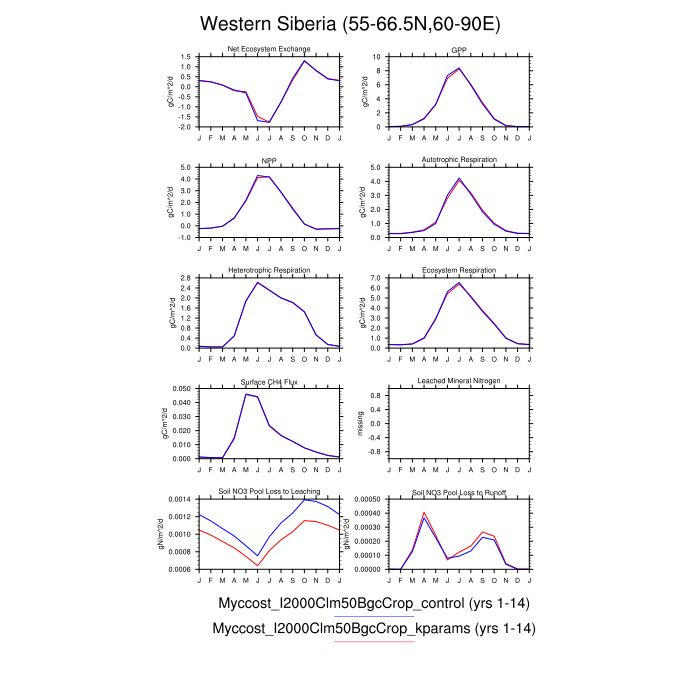 Western Siberia (55-66.5N,60-90E)
Net Ecosystem Exchange
GPP
gC/m^2/d
1.5
1.0
0.5
0.0
-0.5
-1.0
-1.5
-2.0
J F M A M J J A S O N D J
gC/m^2/d
10
8
6
4
2
0
J F M A M J J A S O N D J
NPP
Autotrophic Respiration
gC/m^2/d
5.0
4.0
3.0
2.0
1.0
0.0
-1.0
J F M A M J J A S O N D J
gC/m^2/d
5.0
4.0
3.0
2.0
1.0
0.0
J F M A M J J A S O N D J
Heterotrophic Respiration
Ecosystem Respiration
gC/m^2/d
2.8
2.4
2.0
1.6
1.2
0.8
0.4
0.0
J F M A M J J A S O N D J
gC/m^2/d
7.0
6.0
5.0
4.0
3.0
2.0
1.0
0.0
J F M A M J J A S O N D J
Surface CH4 Flux
Leached Mineral Nitrogen
gC/m^2/d
0.050
0.040
0.030
0.020
0.010
0.000
J F M A M J J A S O N D J
missing
0.8
0.4
-0.0
-0.4
-0.8
J F M A M J J A S O N D J
Soil NO3 Pool Loss to Leaching
Soil NO3 Pool Loss to Runoff
gN/m^2/d
0.0014
0.0012
0.0010
0.0008
0.0006
J F M A M J J A S O N D J
gN/m^2/d
0.00050
0.00040
0.00030
0.00020
0.00010
0.00000
J F M A M J J A S O N D J
Myccost_I2000Clm50BgcCrop_control (yrs 1-14)
Myccost_I2000Clm50BgcCrop_kparams (yrs 1-14)